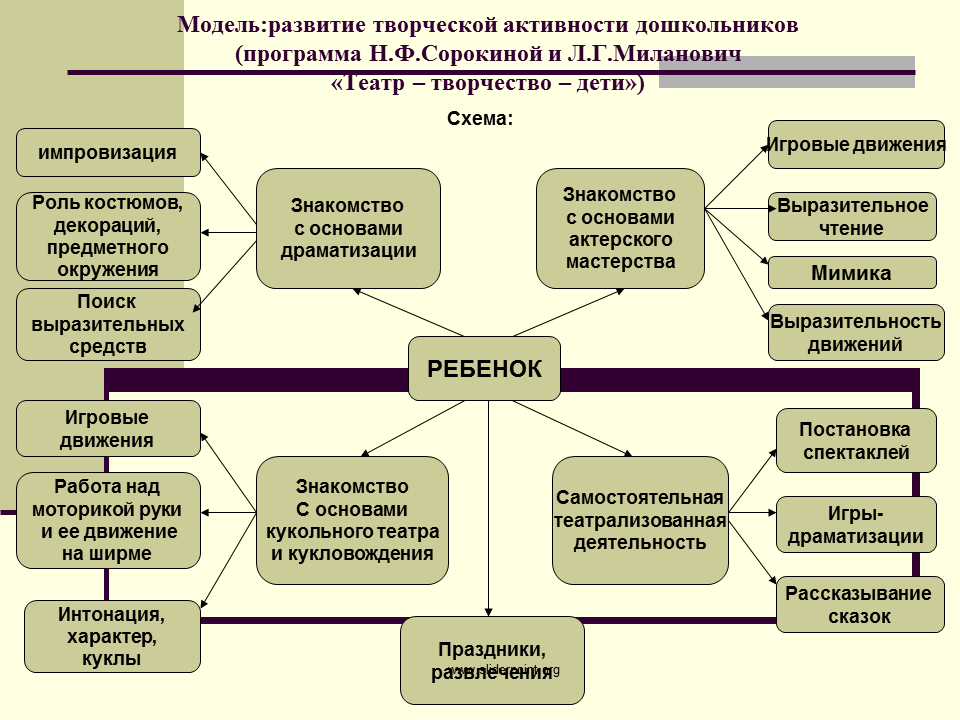 Модель:развитие творческой активности дошкольников
(программа Н.Ф.Сорокиной и Л.Г.Миланович
«Театр – творчество – дети»)
Схема:
импровизация
Роль костюмов,
декораций,
предметного
окружения
Поиск
выразительных
средств
Знакомство
с основами
драматизации
Знакомство
с основами
актерского
мастерства
Игровые движения
Выразительное
чтение
Мимика
Выразительность
движений
РЕБЕНОК
Игровые
движения
Работа над
моторикой руки
и ее движение
на ширме
Интонация,
характер,
куклы
Знакомство
С основами
кукольного театра
и кукловождения
Самостоятельная
театрализованная
деятельность
Постановка
спектаклей
Игры-
драматизации
Рассказывание
сказок
Праздники,
развлечения
www.sliderpoint.org